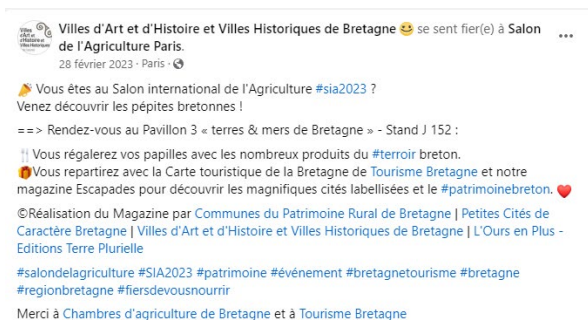 Villes d'Art et d'Histoire et Villes Historiques de Bretagne 😀 se sent fier(e) à Salon
de l'Agriculture Paris.
28 février 2023 · Paris ·
🎉 Vous êtes au Salon international de l'Agriculture #sia2023 ?
Venez découvrir les pépites bretonnes !
==> Rendez-vous au Pavillon 3 « terres & mers de Bretagne » - Stand J 152 :
🍴Vous régalerez vos papilles avec les nombreux produits du #terroir breton.
🎁Vous repartirez avec la Carte touristique de la Bretagne de Tourisme Bretagne et notre
magazine Escapades pour découvrir les magnifiques cités labellisées et le #patrimoinebreton. ❤️
©Réalisation du Magazine par Communes du Patrimoine Rural de Bretagne | Petites Cités de
Caractère Bretagne | Villes d'Art et d'Histoire et Villes Historiques de Bretagne | L'Ours en Plus -
Editions Terre Plurielle
#salondelagriculture #SIA2023 #patrimoine #événement #bretagnetourisme #bretagne
#regionbretagne #fiersdevousnourrir
Merci à Chambres d'agriculture de Bretagne et à Tourisme Bretagne